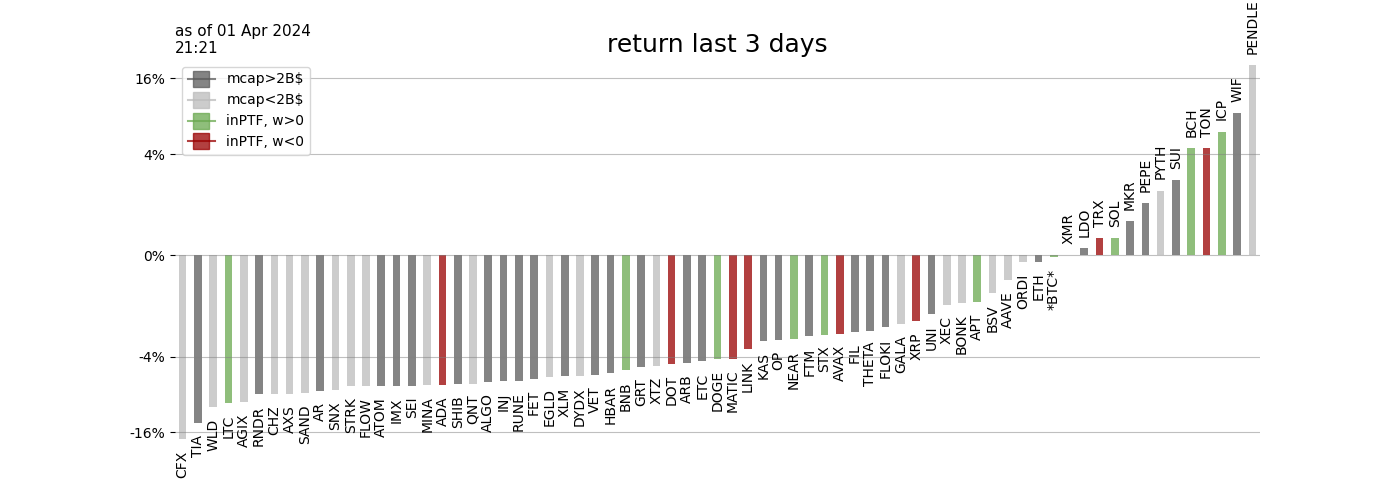 as of 01 Apr 2024
21:21
return last 3 days
mcap>2B$
mcap<2B$
inPTF, w>0
inPTF, w<0
16%
4%
0%
-4%
-16%
CFX
TIA
WLD
LTC
AGIX
RNDR
CHZ
AXS
SAND
AR
SNX
STRK
FLOW
ATOM
IMX
SEI
MINA
ADA
SHIB
QNT
ALGO
INJ
RUNE
FET
EGLD
XLM
DYDX
VET
HBAR
BNB
GRT
XTZ
DOT
ARB
ETC
DOGE
MATIC
LINK
KAS
OP
NEAR
FTM
STX
AVAX
FIL
THETA
FLOKI
GALA
XRP
UNI
XEC
BONK
APT
BSV
AAVE
ORDI
ETH
*BTC*
XMR
LDO
TRX
SOL
MKR
PEPE
PYTH
SUI
BCH
TON
ICP
WIF
PENDLE